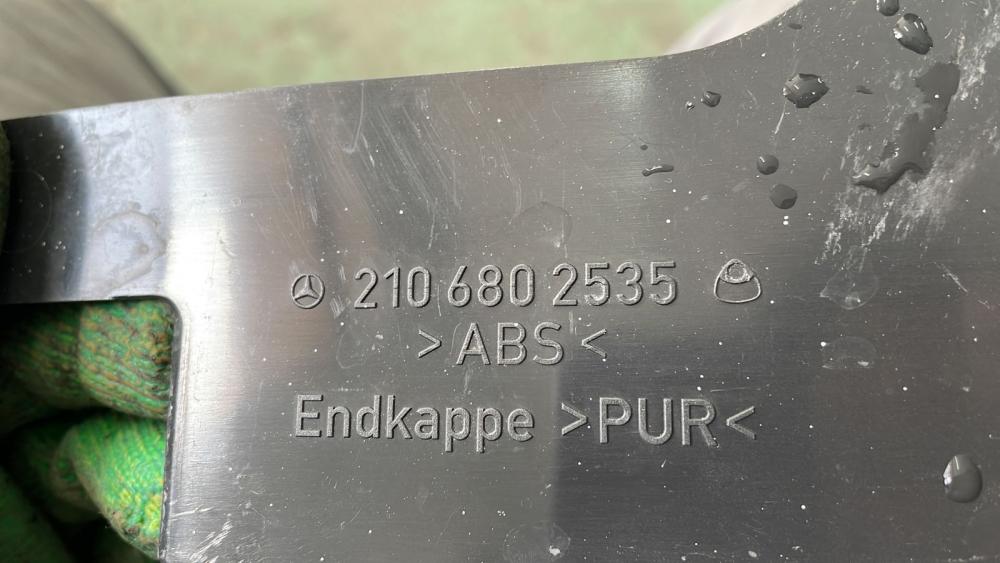 210 680 2535
>ABS<
Endkappe >PUR<